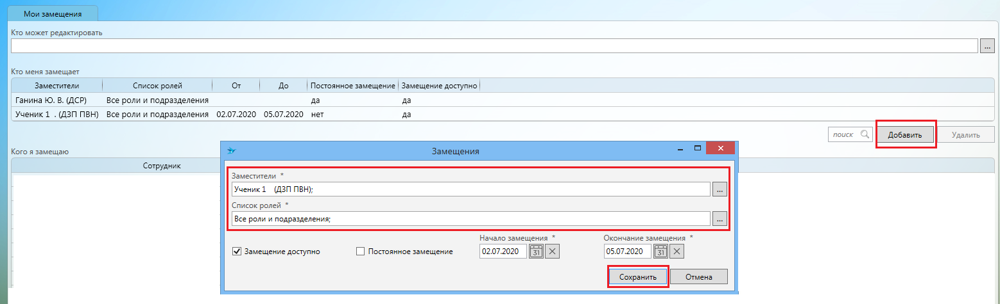 Мои замещения
Кто может редактировать
...
Кто меня замещает
Заместители Список ролей От До Постоянное замещение Замещение доступно
Ганина Ю. В. (ДСР) Все роли и подразделения да да
Ученик 1 . (ДЗП ПВН) Все роли и подразделения 02.07.2020 05.07.2020 нет да
поиск Добавить Удалить
Кого я замещаю
Сотрудник
Замещения
Заместители *
Ученик 1 (ДЗП ПВН); ...
Список ролей *
Все роли и подразделения; ...
Начало замещения * Окончание замещения *
Замещение доступно Постоянное замещение 02.07.2020 31 05.07.2020 31
Сохранить Отмена